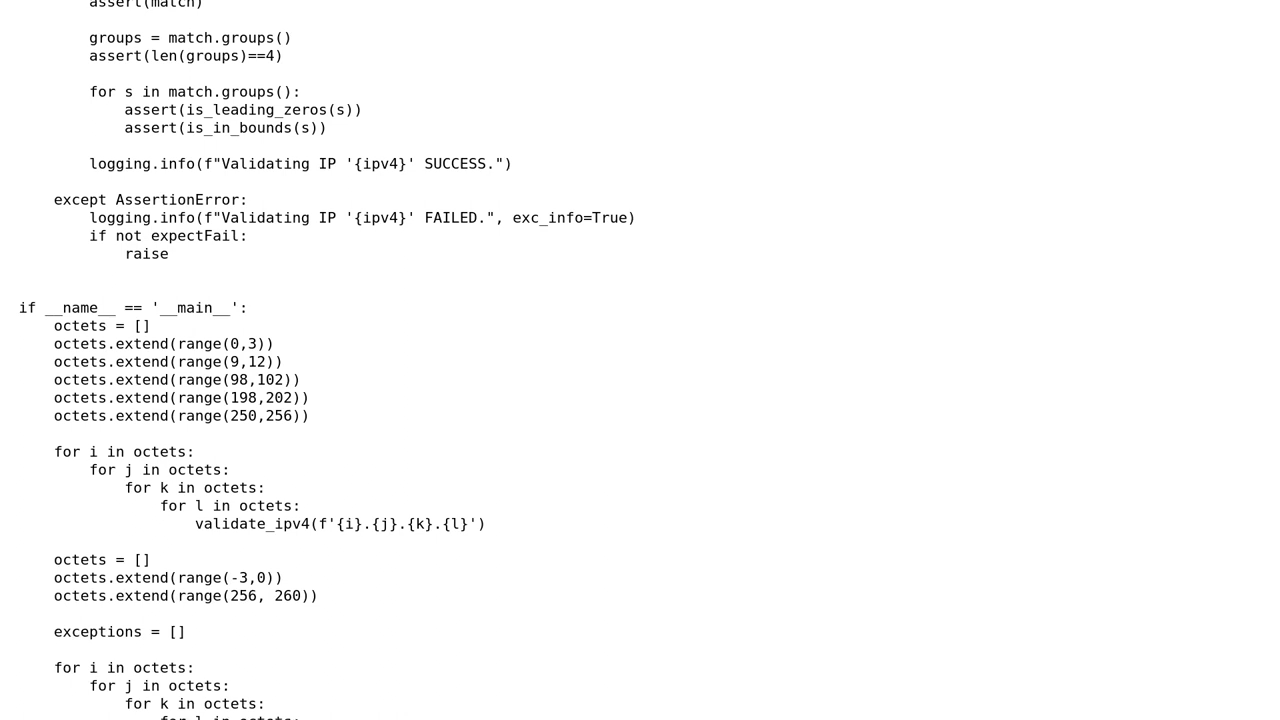 assert(match)
groups = match.groups()
assert(len(groups)==4)
for s in match.groups():
assert(is_leading_zeros(s))
assert(is_in_bounds(s))
logging.info(f"Validating IP '{ipv4}' SUCCESS.")
except AssertionError:
logging.info(f"Validating IP '{ipv4}' FAILED.", exc_info=True)
if not expectFail:
raise
if __name__ == '__main__':
octets = []
octets.extend(range(0,3))
octets.extend(range(9,12))
octets.extend(range(98,102))
octets.extend(range(198,202))
octets.extend(range(250,256))
for i in octets:
for j in octets:
for k in octets:
for l in octets:
validate_ipv4(f'{i}.{j}.{k}.{l}')
octets = []
octets.extend(range(-3,0))
octets.extend(range(256, 260))
exceptions = []
for i in octets:
for j in octets:
for k in octets:
for l in octets: